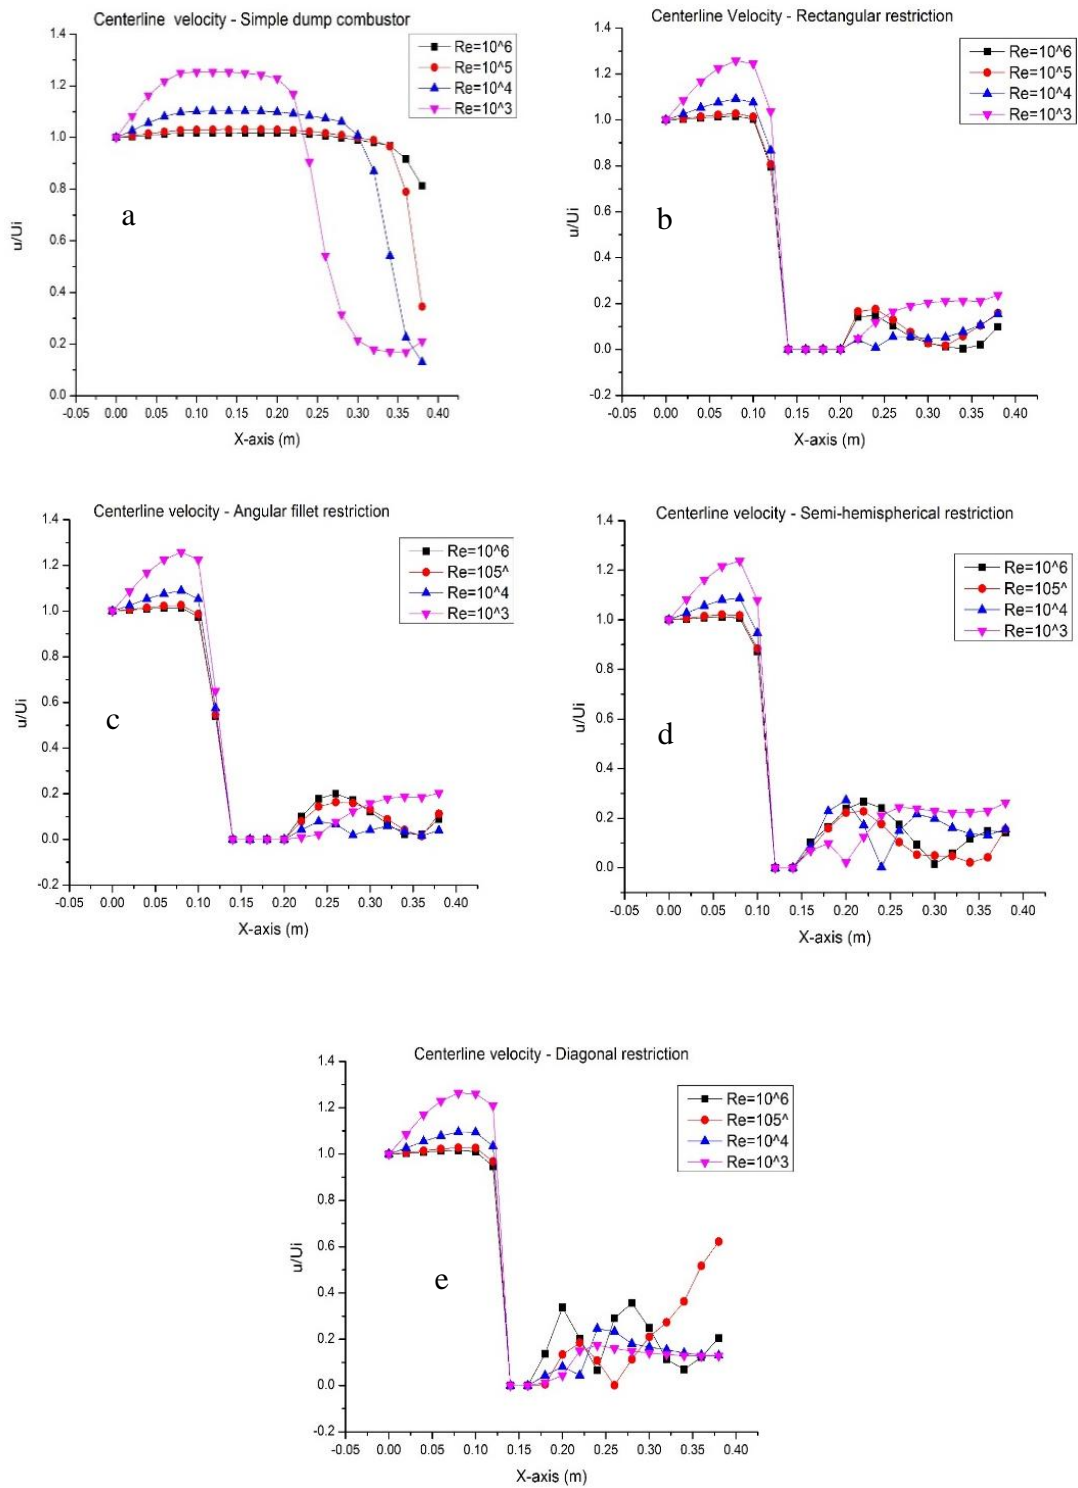 Centerline velocity - Simple dump combustor
Re=10^6
Re=10^5
Re=10^4
Re=10^3
1.4
1.2
1.0
0.8
0.6
0.4
0.2
0.0
u/Ui
a
-0.05 0.00 0.05 0.10 0.15 0.20 0.25 0.30 0.35 0.40
X-axis (m)
Centerline Velocity - Rectangular restriction
Re=10^6
Re=10^5
Re=10^4
Re=10^3
1.4
1.2
1.0
0.8
0.6
0.4
0.2
0.0
-0.2
u/Ui
b
-0.05 0.00 0.05 0.10 0.15 0.20 0.25 0.30 0.35 0.40
X-axis (m)
Centerline velocity - Angular fillet restriction
Re=10^6
Re=105^
Re=10^4
Re=10^3
1.4
1.2
1.0
0.8
0.6
0.4
0.2
0.0
-0.2
u/Ui
c
-0.05 0.00 0.05 0.10 0.15 0.20 0.25 0.30 0.35 0.40
X-axis (m)
Centerline velocity - Semi-hemispherical restriction
Re=10^6
Re=105^
Re=10^4
Re=10^3
1.4
1.2
1.0
0.8
0.6
0.4
0.2
0.0
u/Ui
d
-0.05 0.00 0.05 0.10 0.15 0.20 0.25 0.30 0.35 0.40
X-axis (m)
Centerline velocity - Diagonal restriction
Re=10^6
Re=105^
Re=10^4
Re=10^3
1.4
1.2
1.0
0.8
0.6
0.4
0.2
0.0
-0.2
u/Ui
e
-0.05 0.00 0.05 0.10 0.15 0.20 0.25 0.30 0.35 0.40
X-axis (m)